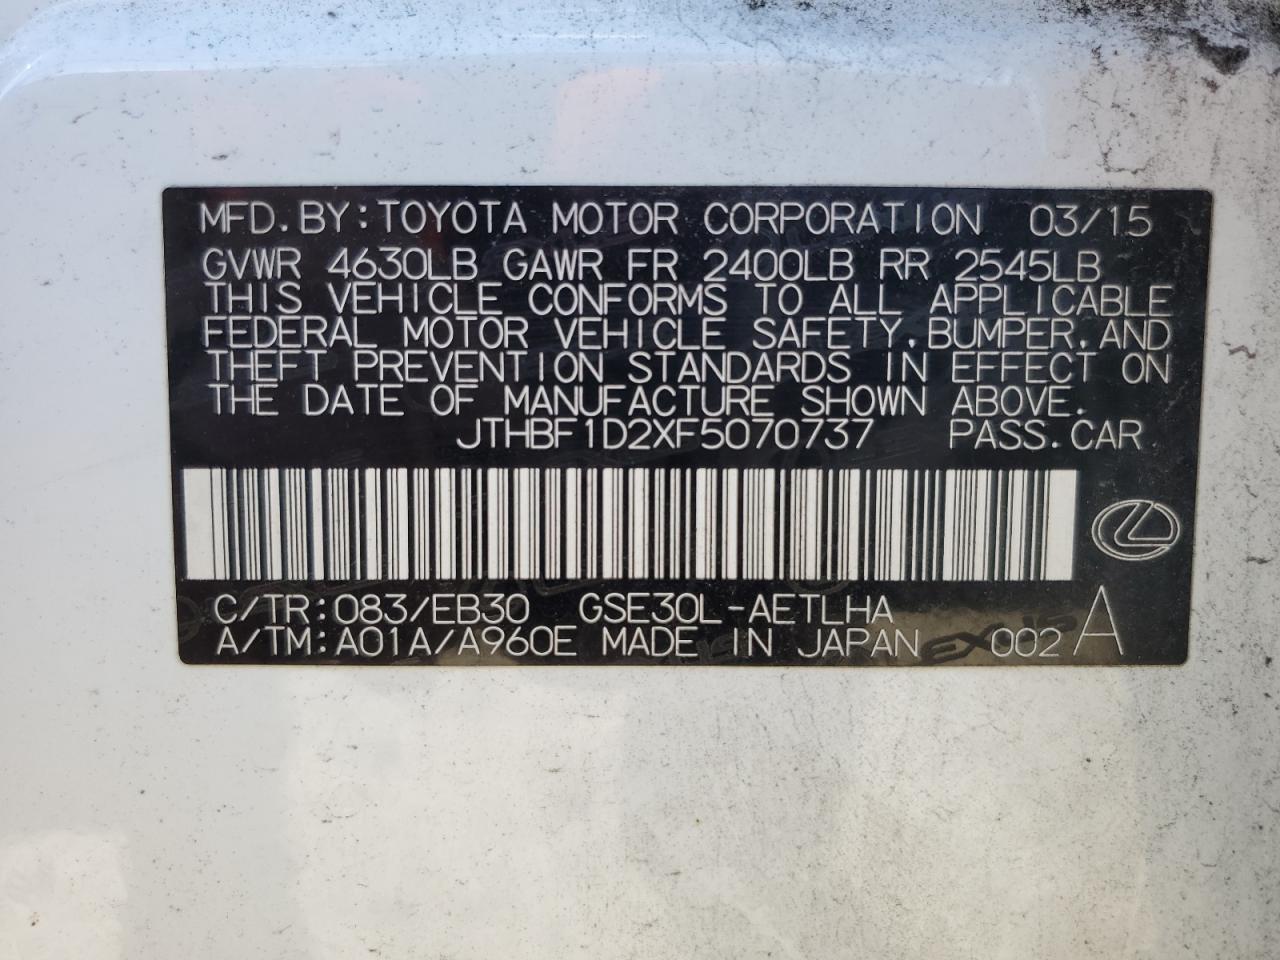 MFD.BY:TOYOTA MOTOR CORPORATION 03/15
GVWR 4630LB GAWR FR 2400LB RR 2545LB
THIS VEHICLE CONFORMS TO ALL APPLICABLE
FEDERAL MOTOR VEHICLE SAFETY,BUMPER,AND
THEFT PREVENTION STANDARDS IN EFFECT ON
THE DATE OF MANUFACTURE SHOWN ABOVE.
JTHBF1D2XF5070737 PASS.CAR
C/TR:083/EB30 GSE30L-AETLHA
A/TM:A01A/A960E MADE IN JAPAN 002 A